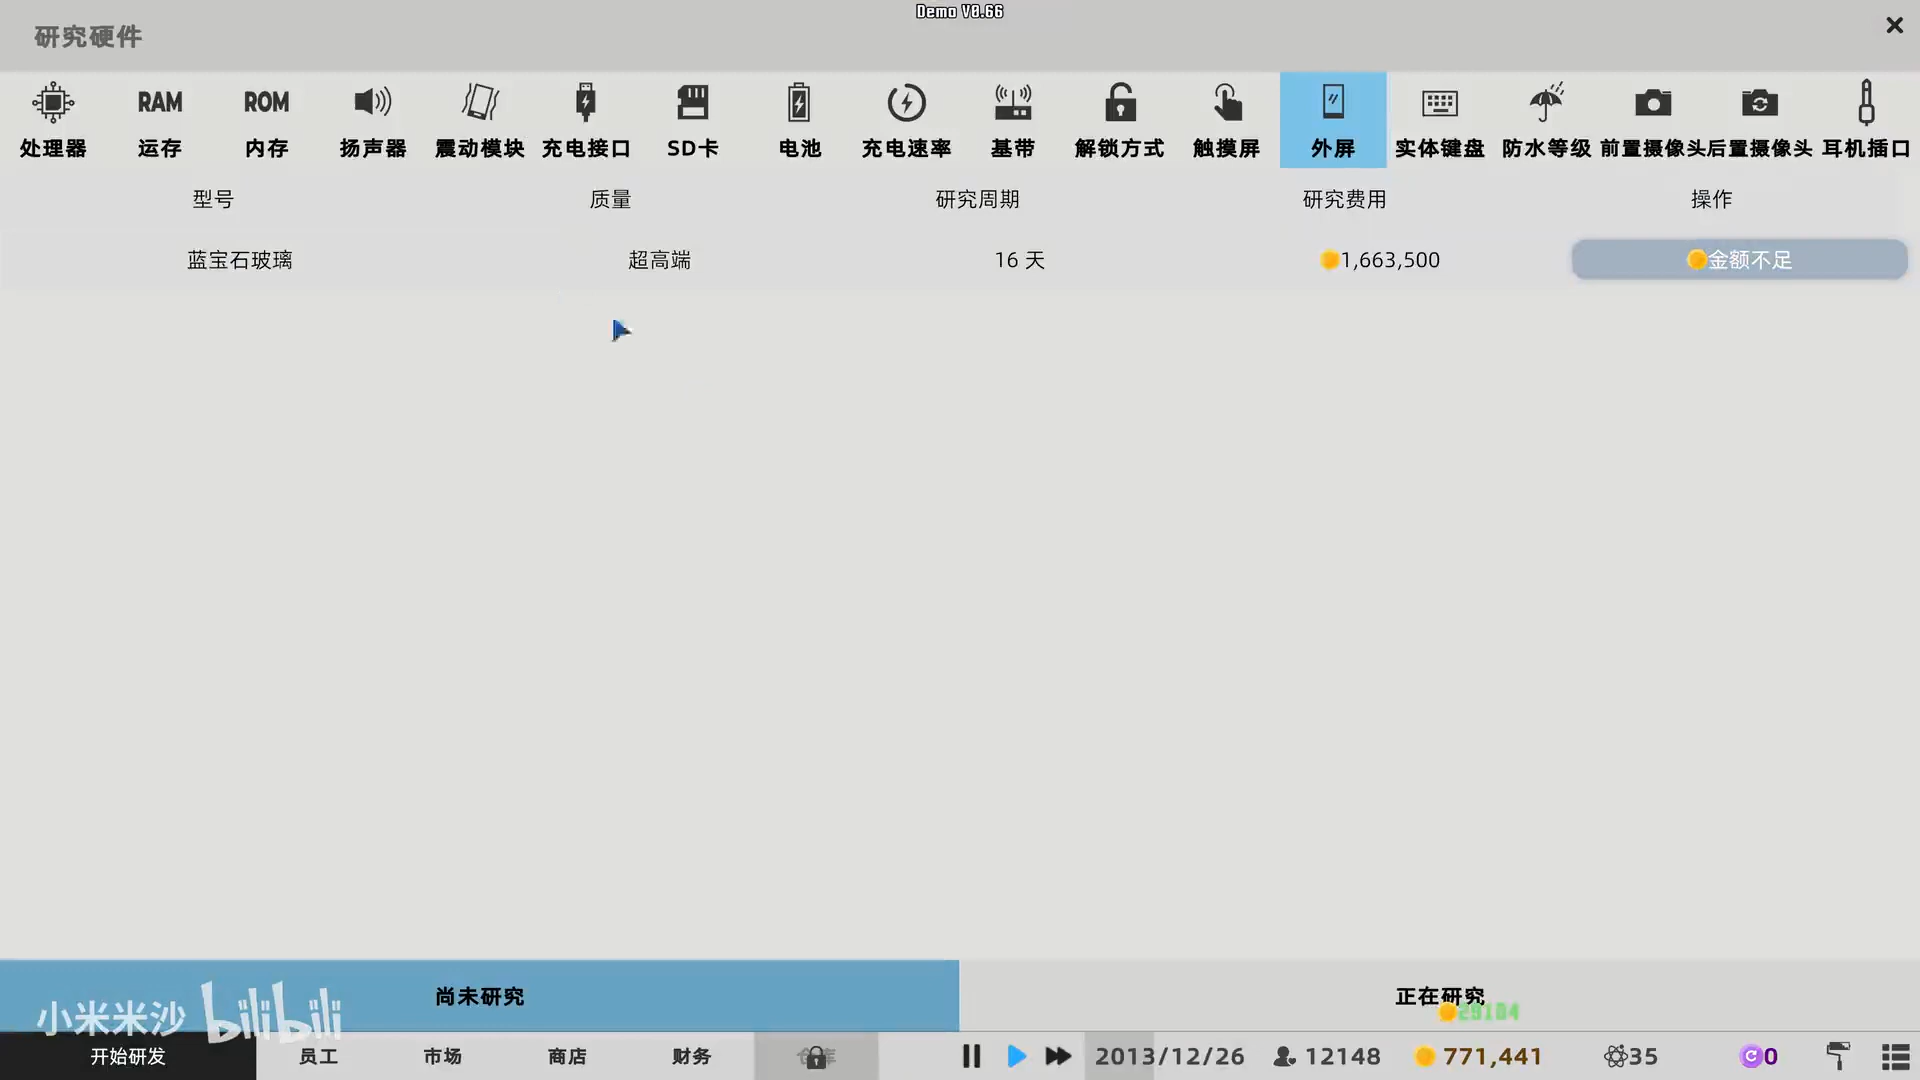 Demo V0.66
研究硬件
处理器
RAM
运存
ROM
内存
扬声器
震动模块
充电接口
SD卡
电池
充电速率
基带
解锁方式
触摸屏
外屏
实体键盘
防水等级
前置摄像头
后置摄像头
耳机插口
型号 质量 研究周期 研究费用 操作
蓝宝石玻璃 超高端 16 天 1,663,500 金额不足
尚未研究
正在研究
29104
小米米沙 bilibili
开始研发 员工 市场 商店 财务 2013/12/26 12148 771,441 35 0